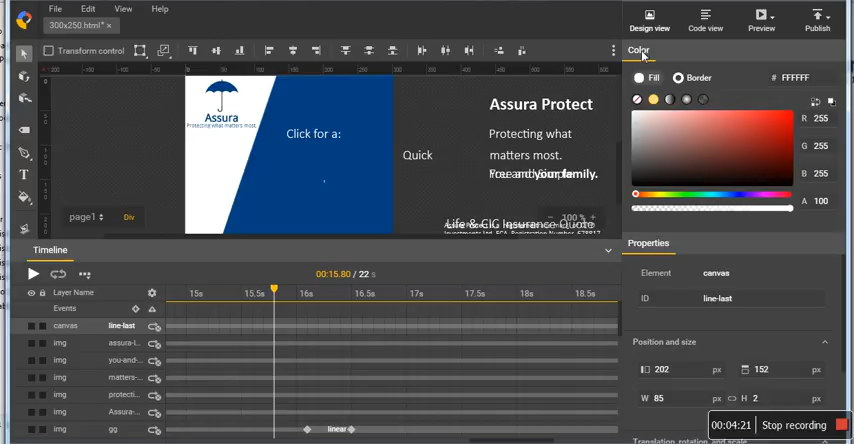 File Edit View Help
300x250.html* ×
Design view
Code view
Preview
Publish
Transform control
Color
Fill Border # FFFFFF
R 255
G 255
B 255
A 100
Assura
Protecting what matters most.
Click for a:
Quick
Assura Protect
Protecting what
matters most.
your family.
Life & CIC Insurance Quote
page1 Div
100 %
Timeline
00:15.80 / 22 s
Layer Name
15s 15.5s 16s 16.5s 17s 17.5s 18s 18.5s
Events
canvas line-last
img assura-l...
img you-and-...
img matters-...
img protecti...
img Assura-...
gg linear
Properties
Element canvas
ID line-last
Position and size
202 px 152 px
W 85 px H 2 px
Translation, rotation, and scale
00:04:21 Stop recording